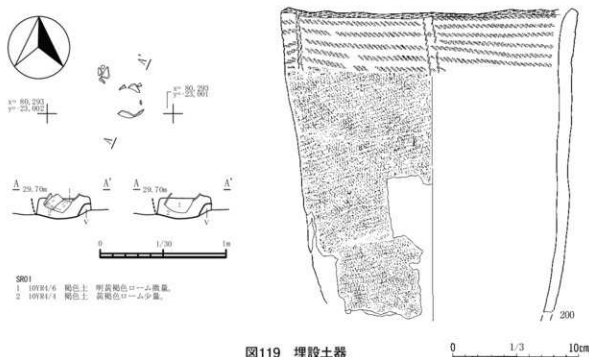 x= 80,293
y=-23,002
x= 80,293
y=-23,001
A'
A
A 29.70m A'
A 29.70m A'
1
2
V
1
V
0 1/30 1m
SR01
1 10YR4/6 褐色土 明黄褐色ローム微量。
2 10YR4/4 褐色土 黄褐色ローム少量。
200
図119 埋設土器
0 1/3 10cm